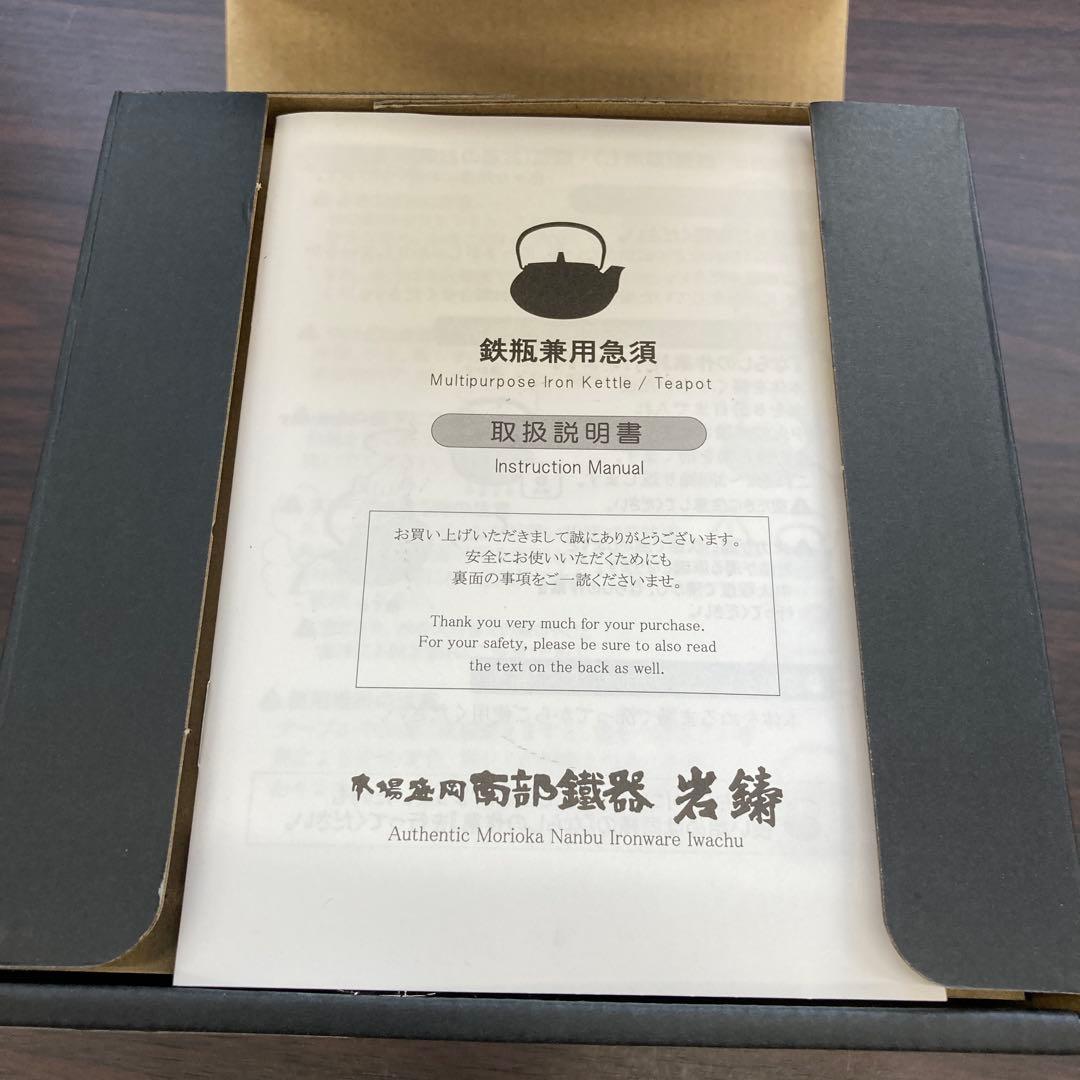 鉄瓶兼用急須
Multipurpose Iron Kettle / Teapot
取扱説明書
Instruction Manual
お買い上げいただきまして誠にありがとうございます。
安全にお使いいただくためにも
裏面の事項をご一読くださいませ。
Thank you very much for your purchase.
For your safety, please be sure to also read
the text on the back as well.
本場盛岡南部鐵器 岩鋳
Authentic Morioka Nanbu Ironware Iwachu